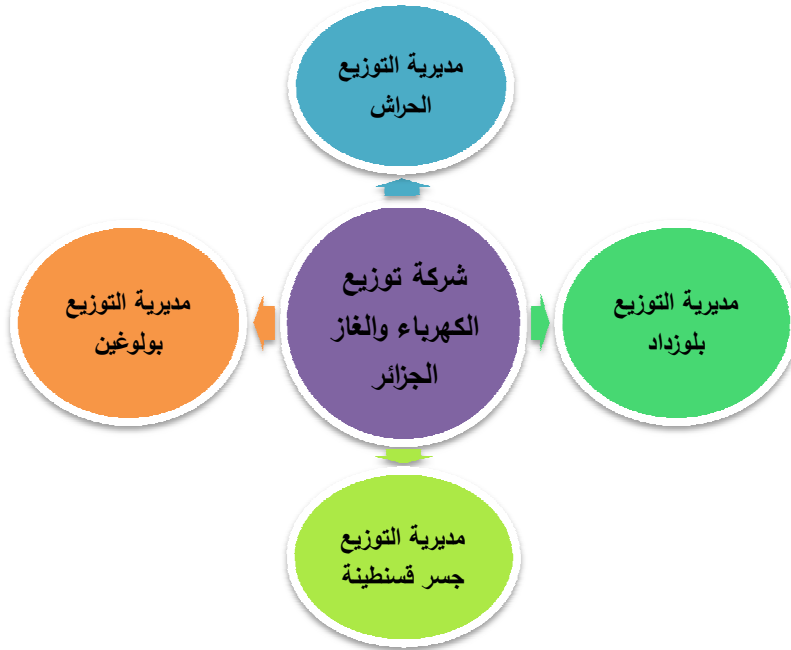 مديرية التوزيع
الحراش
شركة توزيع
الكهرباء والغاز
الجزائر
مديرية التوزيع
بلوزداد
مديرية التوزيع
بولوغين
مديرية التوزيع
جسر قسنطينة